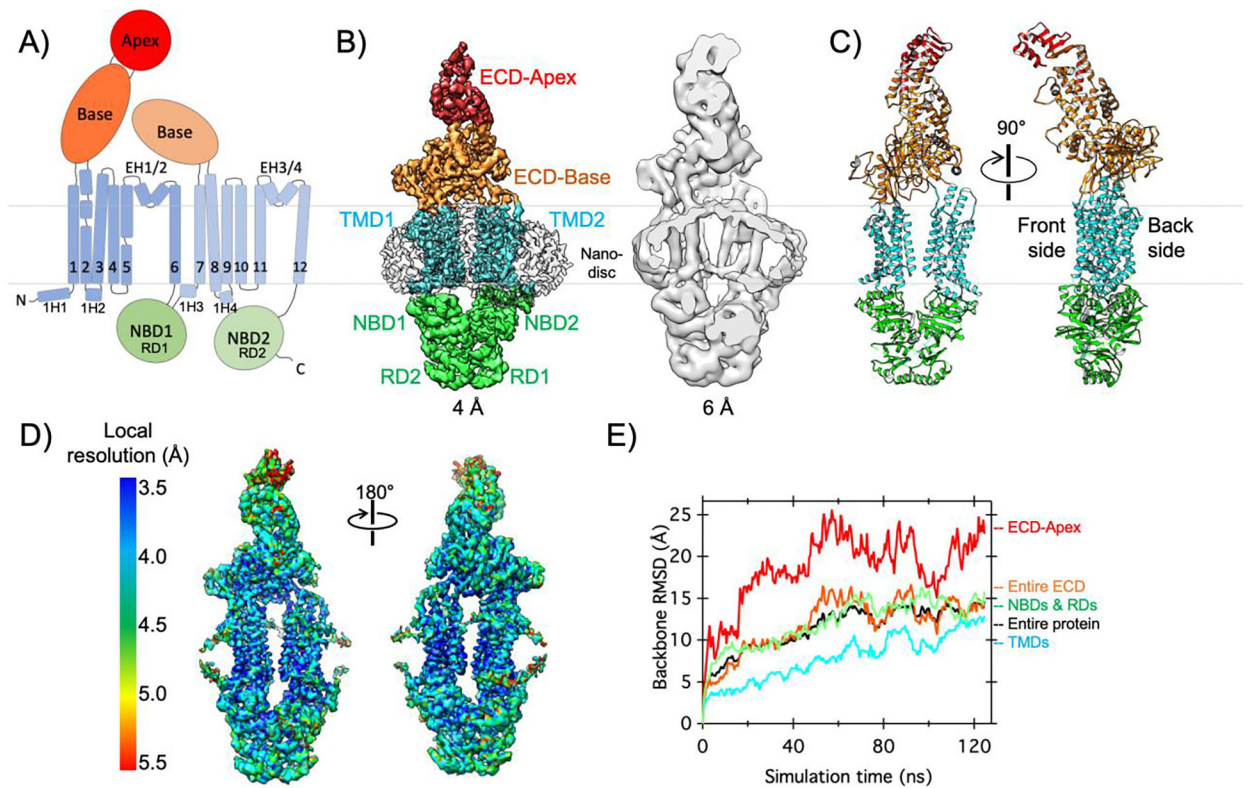 A)
Apex
Base
Base
EH1/2
EH3/4
1 2 3 4 5 6 7 8 9 10 11 12
N
1H1
1H2
1H3
1H4
NBD1
RD1
NBD2
RD2
C
B)
ECD-Apex
ECD-Base
TMD1
TMD2
Nano-
disc
NBD1
NBD2
RD2
RD1
4 Å
6 Å
C)
90°
Front
side
Back
side
D)
Local
resolution (Å)
3.5
4.0
4.5
5.0
5.5
180°
E)
Backbone RMSD (Å)
25
20
15
10
5
0
0 40 80 120
Simulation time (ns)
ECD-Apex
Entire ECD
NBDs & RDs
Entire protein
TMDs